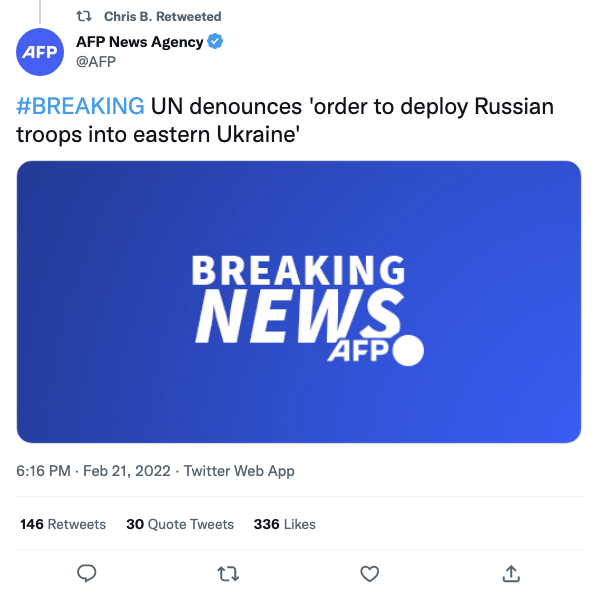 Chris B. Retweeted
AFP
AFP News Agency
@AFP
#BREAKING UN denounces 'order to deploy Russian
troops into eastern Ukraine'
BREAKING
NEWS
AFP
6:16 PM · Feb 21, 2022 · Twitter Web App
146 Retweets 30 Quote Tweets 336 Likes